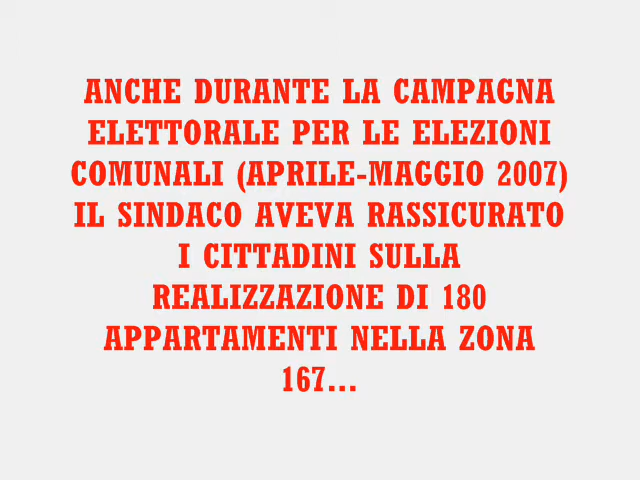 ANCHE DURANTE LA CAMPAGNA
ELETTORALE PER LE ELEZIONI
COMUNALI (APRILE-MAGGIO 2007)
IL SINDACO AVEVA RASSICURATO
I CITTADINI SULLA
REALIZZAZIONE DI 180
APPARTAMENTI NELLA ZONA
167...